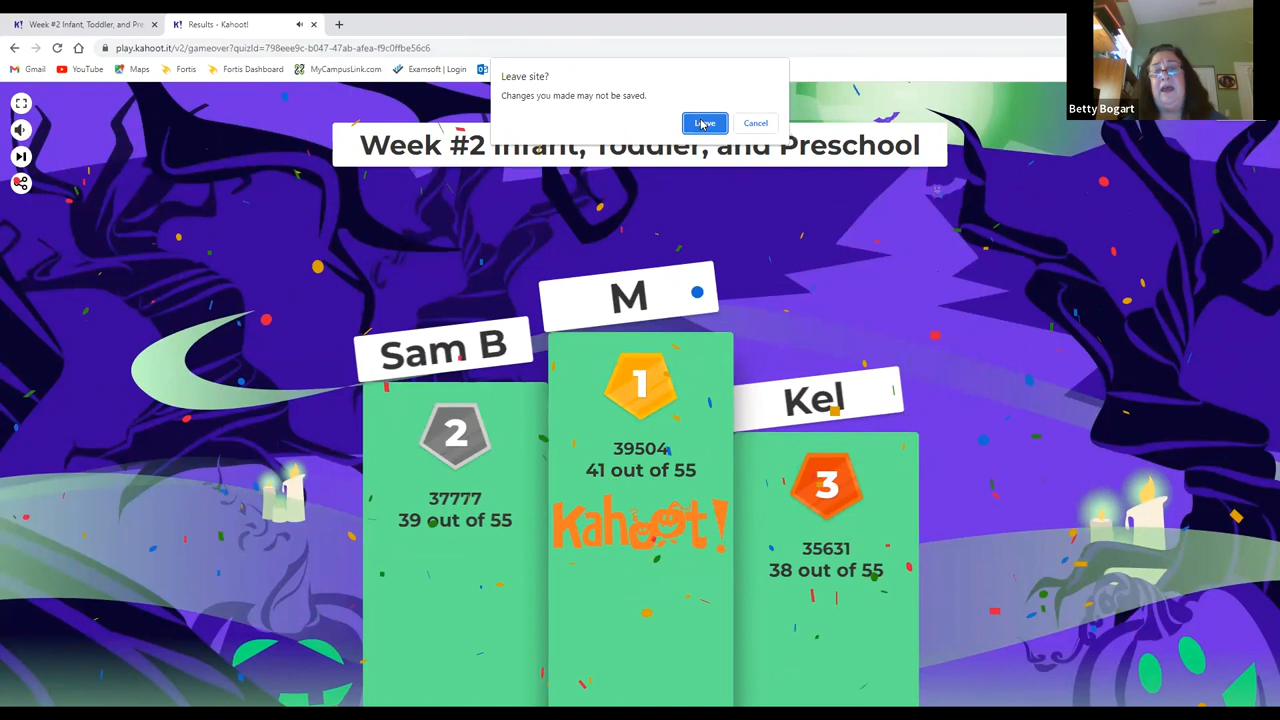 Week #2 Infant, Toddler, and Pre
Results - Kahoot!
play.kahoot.it/v2/gameover?quizId=798eee9c-b047-47ab-afea-f9c0ffbe56c6
Gmail
YouTube
Maps
Fortis
Fortis Dashboard
MyCampusLink.com
Examsoft | Login
Leave site?
Changes you made may not be saved.
Leave
Cancel
Betty Bogart
Week #2 Infant, Toddler, and Preschool
M
Sam B
Kel
1
39504
41 out of 55
Kahoot!
2
37777
39 out of 55
3
35631
38 out of 55